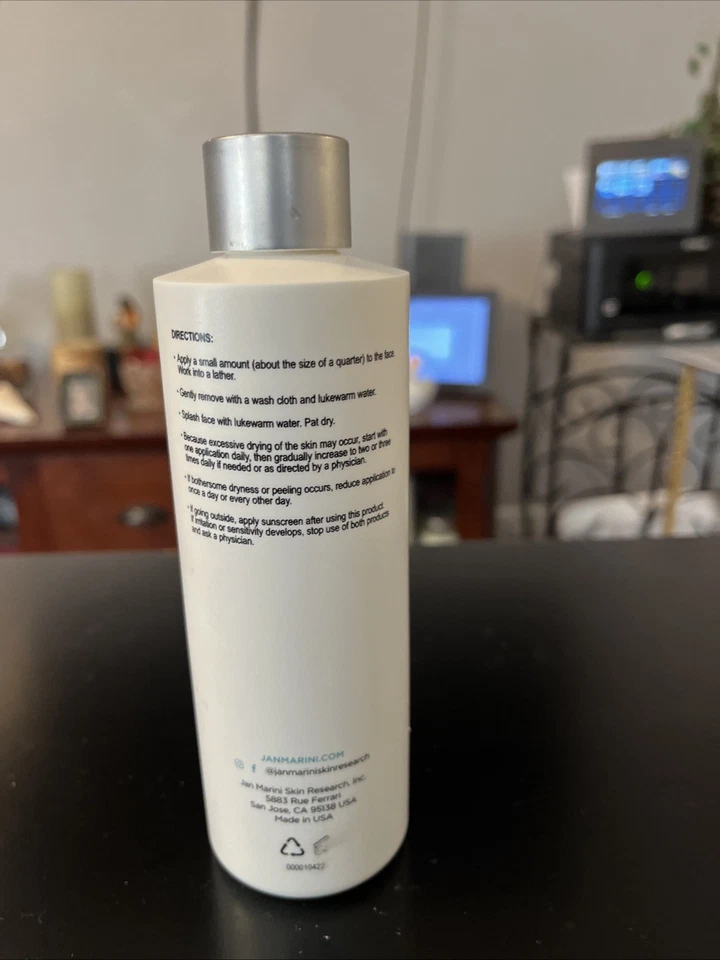 DIRECTIONS:
• Apply a small amount (about the size of a quarter) to the face.
Work into a lather.
• Gently remove with a wash cloth and lukewarm water.
• Splash face with lukewarm water. Pat dry.
• Because excessive drying of the skin may occur, start with
one application daily, then gradually increase to two or three
times daily if needed or as directed by a physician.
• If bothersome dryness or peeling occurs, reduce application to
once a day or every other day.
• If going outside, apply sunscreen after using this product.
If irritation or sensitivity develops, stop use of both products
and ask a physician.
JANMARINI.COM
@janmariniskinresearch
Jan Marini Skin Research, Inc.
5883 Rue Ferrari
San Jose, CA 95138 USA
Made in USA
000010422